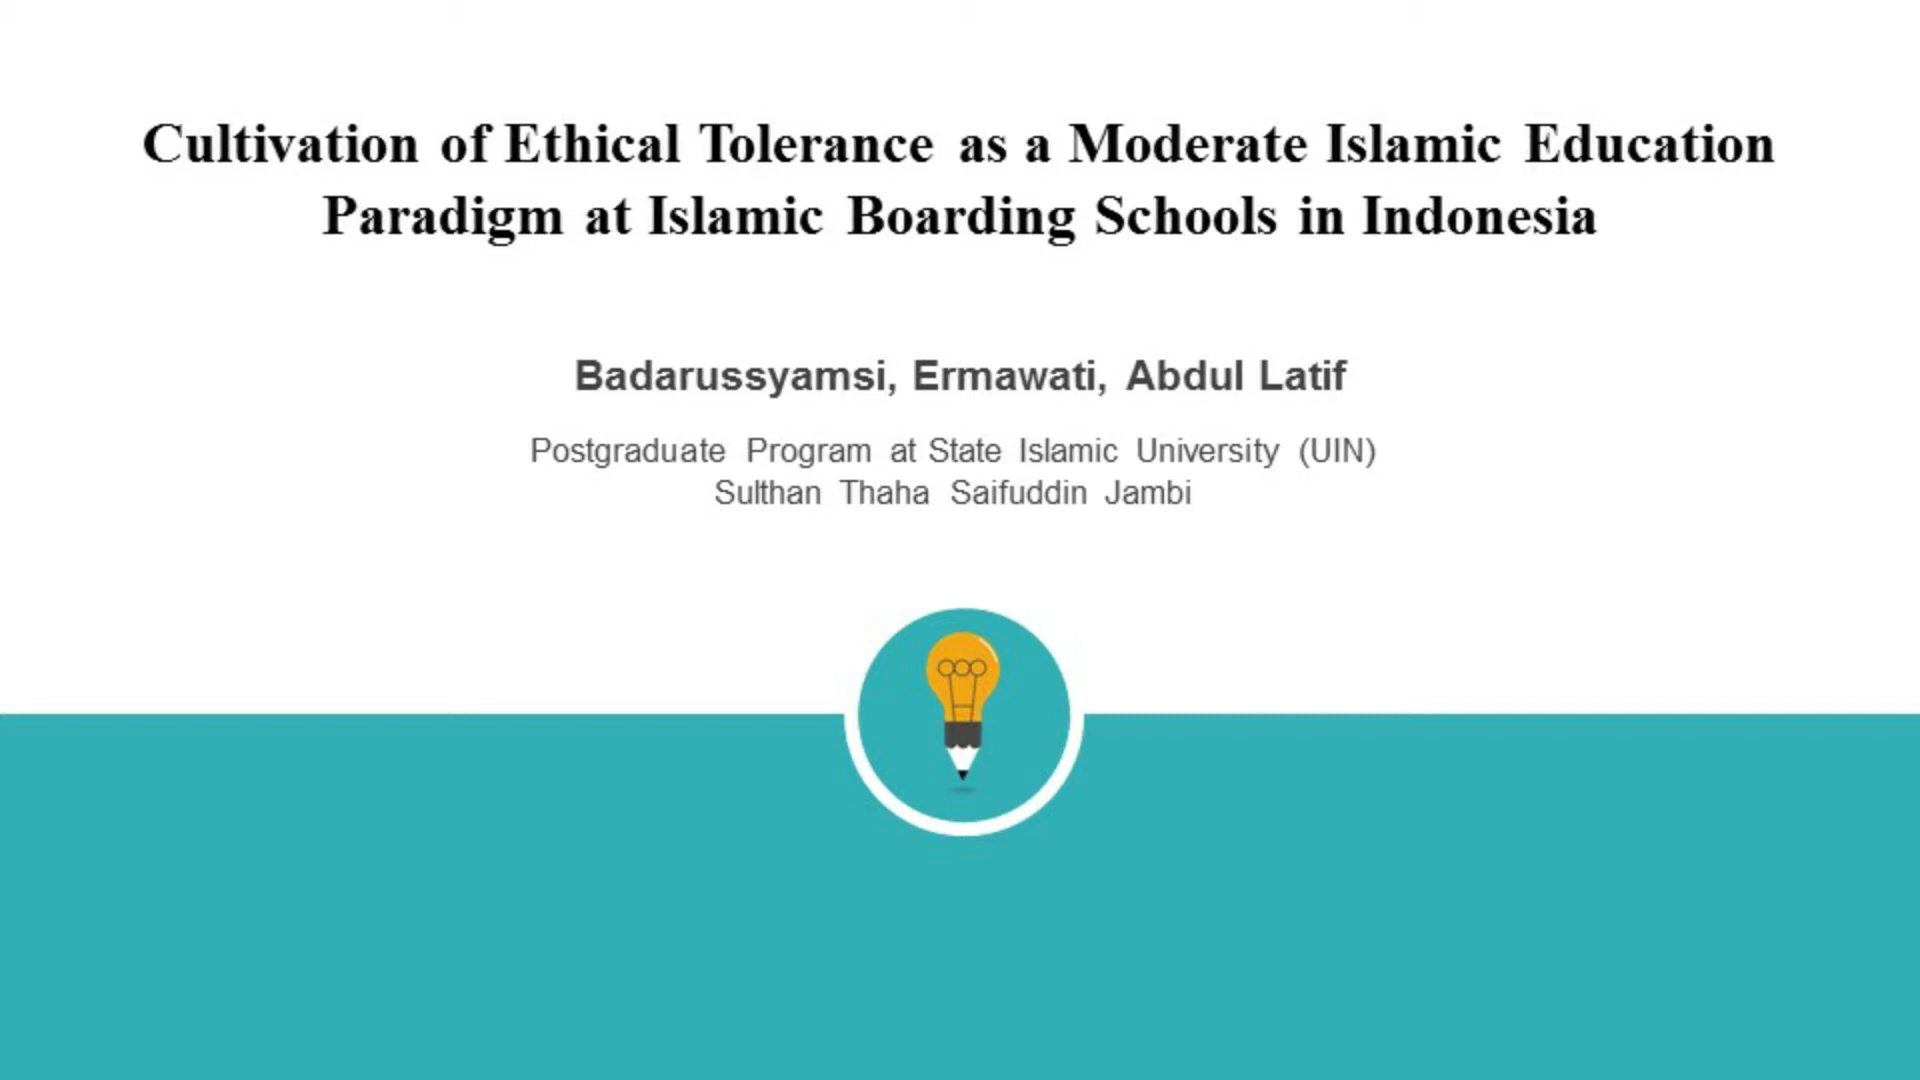 Cultivation of Ethical Tolerance as a Moderate Islamic Education
Paradigm at Islamic Boarding Schools in Indonesia
Badarussyamsi, Ermawati, Abdul Latif
Postgraduate Program at State Islamic University (UIN)
Sulthan Thaha Saifuddin Jambi